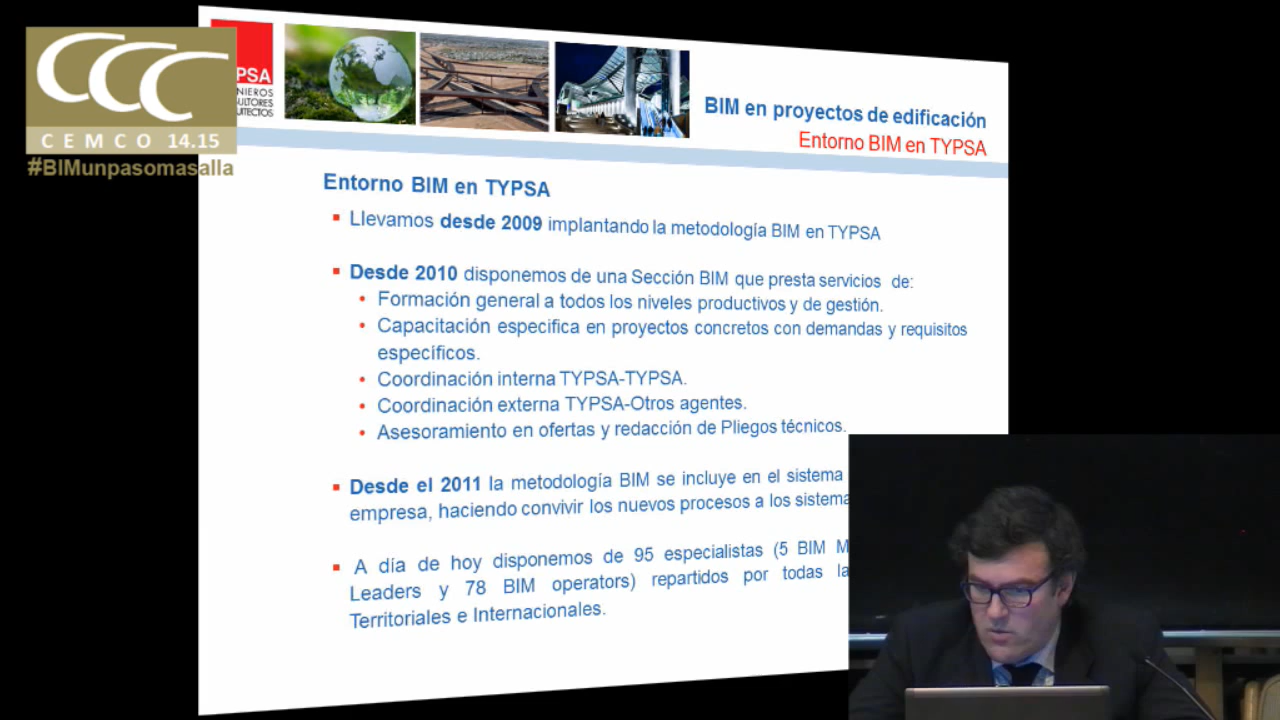 CCC
CEMCO 14.15
#BIMunpasomasalla
PSA
NIEROS
ULTORES
UITECTOS
BIM en proyectos de edificación
Entorno BIM en TYPSA
Entorno BIM en TYPSA
Llevamos desde 2009 implantando la metodología BIM en TYPSA
Desde 2010 disponemos de una Sección BIM que presta servicios de:
Formación general a todos los niveles productivos y de gestión.
Capacitación especifica en proyectos concretos con demandas y requisitos
específicos.
Coordinación interna TYPSA-TYPSA.
Coordinación externa TYPSA-Otros agentes.
Asesoramiento en ofertas y redacción de Pliegos técnicos.
Desde el 2011 la metodología BIM se incluye en el sistema
empresa, haciendo convivir los nuevos procesos a los sistema
A día de hoy disponemos de 95 especialistas (5 BIM M
Leaders y 78 BIM operators) repartidos por todas la
Territoriales e Internacionales.